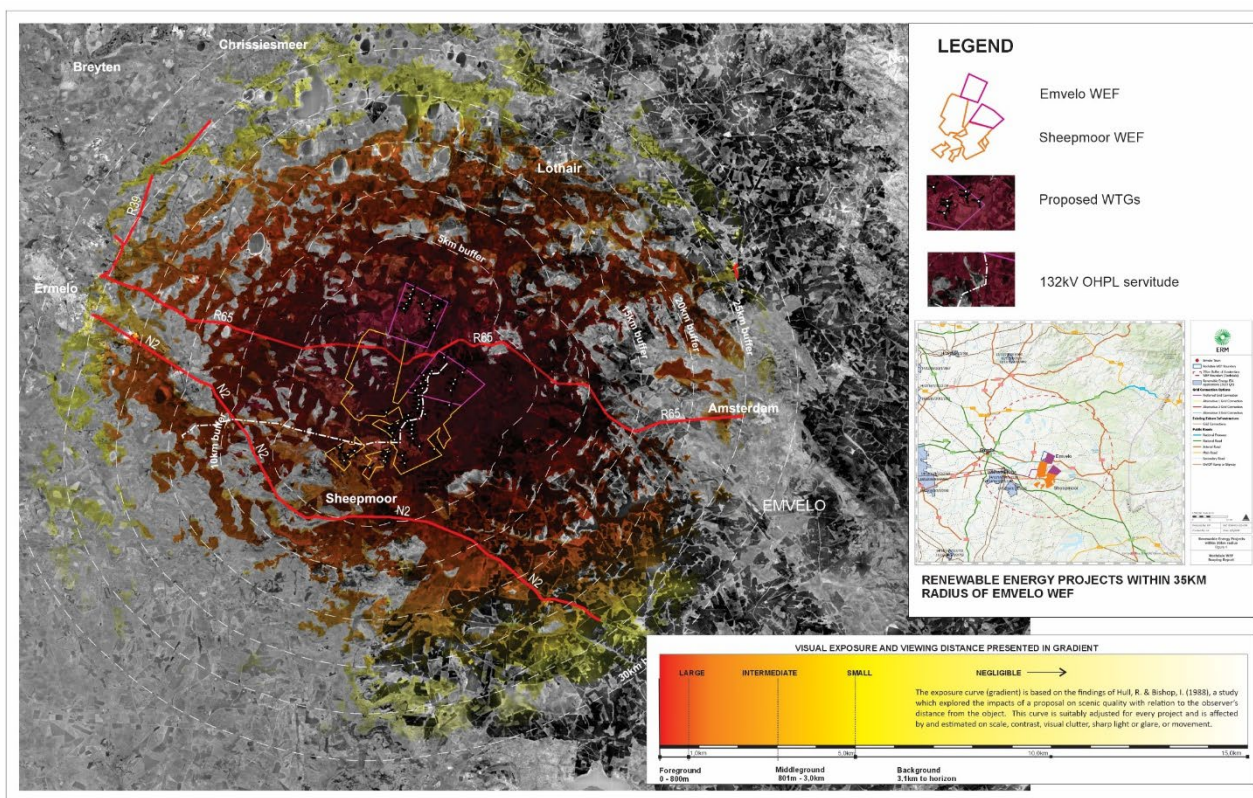 Chrissiesmeer
Breyten
Lothair
R39
5km buffer
Ermelo
R65
R65
15km buffer
20km buffer
25km buffer
N2
Amsterdam
R65
10km buffer
N2
Sheepmoor
N2
EMVELO
N2
LEGEND
Emvelo WEF
Sheepmoor WEF
Proposed WTGs
132kV OHPL servitude
ERM
RENEWABLE ENERGY PROJECTS WITHIN 35KM
RADIUS OF EMVELO WEF
VISUAL EXPOSURE AND VIEWING DISTANCE PRESENTED IN GRADIENT
LARGE INTERMEDIATE SMALL NEGLIGIBLE
The exposure curve (gradient) is based on the findings of Hull, R. & Bishop, I. (1988), a study
which explored the impacts of a proposal on scenic quality with relation to the observer's
distance from the object. This curve is suitably adjusted for every project and is affected
by and estimated on scale, contrast, visual clutter, sharp light or glare, or movement.
1,0km 5,0km 10,0km 15,0km
Foreground
0 - 800m
Middleground
801m - 3,0km
Background
3.1km to horizon